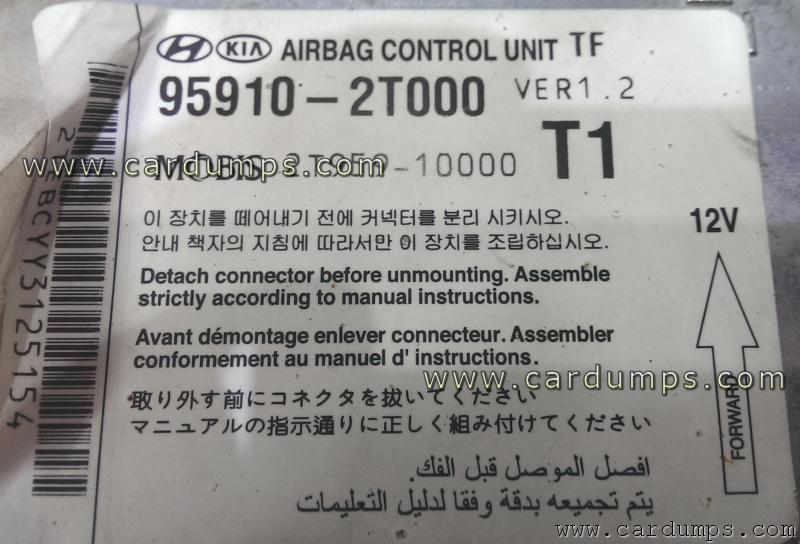 HYUNDAI KIA AIRBAG CONTROL UNIT TF
95910-2T000 VER1.2
MOBIS -10000 T1
www.cardumps.com
이 장치를 떼어내기 전에 커넥터를 분리 시키시오.
안내 책자의 지침에 따라서만 이 장치를 조립하십시오.
12V
Detach connector before unmounting. Assemble
strictly according to manual instructions.
Avant démontage enlever connecteur. Assembler
conformement au manuel d' instructions.
www.cardumps.com
取り外す前にコネクタを抜いてください
マニュアルの指示通りに正しく組み付けてください
FORWARD
افصل الموصل قبل الفك.
يتم تجميعه بدقة وفقا لدليل التعليمات
www.cardumps.com
BCYY3125154